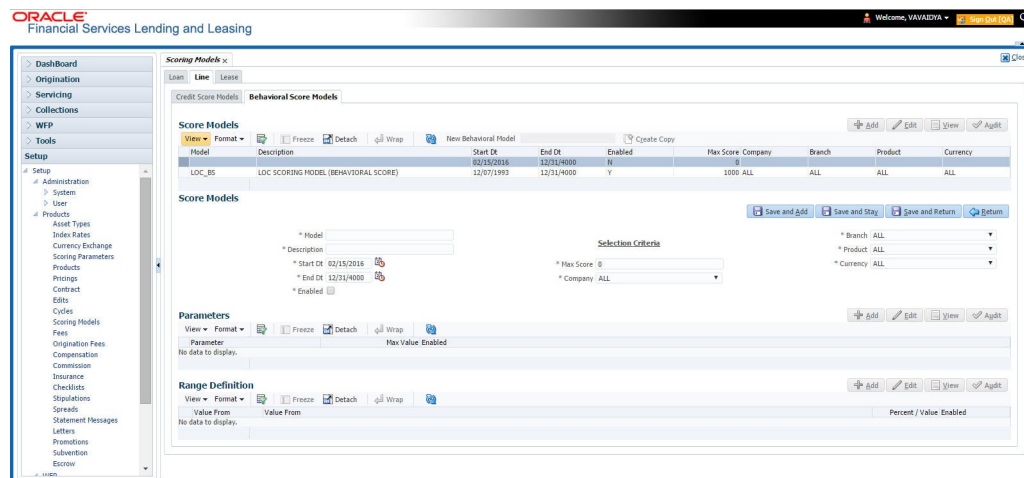 ORACLE
Financial Services Lending and Leasing
Welcome, VAVAIDYA
Sign Out [QA]
Clos
DashBoard
Origination
Servicing
Collections
WFP
Tools
Setup
Setup
Administration
System
User
Products
Asset Types
Index Rates
Currency Exchange
Scoring Parameters
Products
Pricings
Contract
Edits
Cycles
Scoring Models
Fees
Origination Fees
Compensation
Commission
Insurance
Checklists
Stipulations
Spreads
Statement Messages
Letters
Promotions
Subvention
Escrow
WFP
Scoring Models x
Loan Line Lease
Credit Score Models Behavioral Score Models
Score Models
Add Edit View Audit
View Format Freeze Detach Wrap New Behavioral Model Create Copy
Model Description Start Dt End Dt Enabled Max Score Company Branch Product Currency
02/15/2016 12/31/4000 N 0
LOC_BS LOC SCORING MODEL (BEHAVIORAL SCORE) 12/07/1993 12/31/4000 Y 1000 ALL ALL ALL ALL
Score Models
Save and Add Save and Stay Save and Return Return
* Model
* Description
* Start Dt 02/15/2016
* End Dt 12/31/4000
* Enabled
Selection Criteria
* Max Score 0
* Company ALL
* Branch ALL
* Product ALL
* Currency ALL
Parameters
Add Edit View Audit
View Format Freeze Detach Wrap
Parameter Max Value Enabled
No data to display.
Range Definition
Add Edit View Audit
View Format Freeze Detach Wrap
Value From Value From Percent / Value Enabled
No data to display.